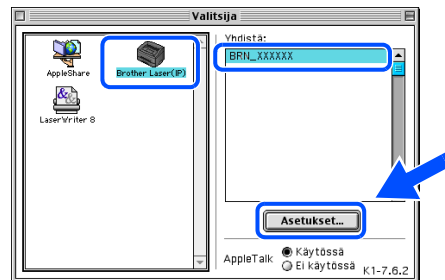 Valitsija
AppleShare
Brother Laser(IP)
LaserWriter 8
Yhdistä:
BRN_XXXXXX
Asetukset...
AppleTalk
Käytössä
Ei käytössä
K1-7.6.2